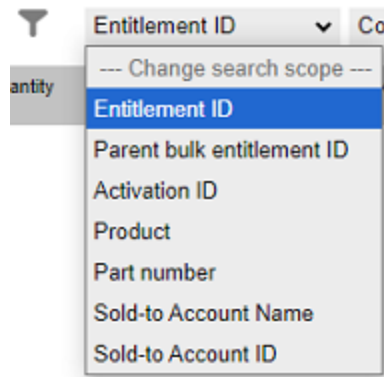 Entitlement ID
Co
antity
--- Change search scope ---
Entitlement ID
Parent bulk entitlement ID
Activation ID
Product
Part number
Sold-to Account Name
Sold-to Account ID